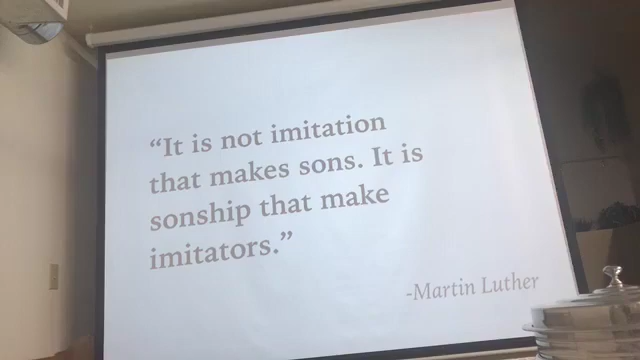 “It is not imitation
that makes sons. It is
sonship that make
imitators.”
-Martin Luther